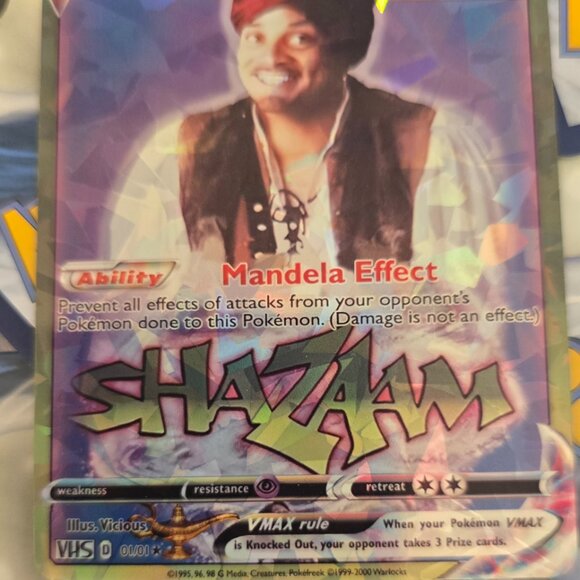 Ability
Mandela Effect
Prevent all effects of attacks from your opponent's
Pokémon done to this Pokémon. (Damage is not an effect.)
SHAZAAM
weakness
resistance
retreat
Illus. Vicious
VHS D 01/01
VMAX rule
When your Pokémon VMAX
is Knocked Out, your opponent takes 3 Prize cards.
©1995, 96, 98 G Media, Creatures, Pokéfreek ©1999-2000 Warlocks